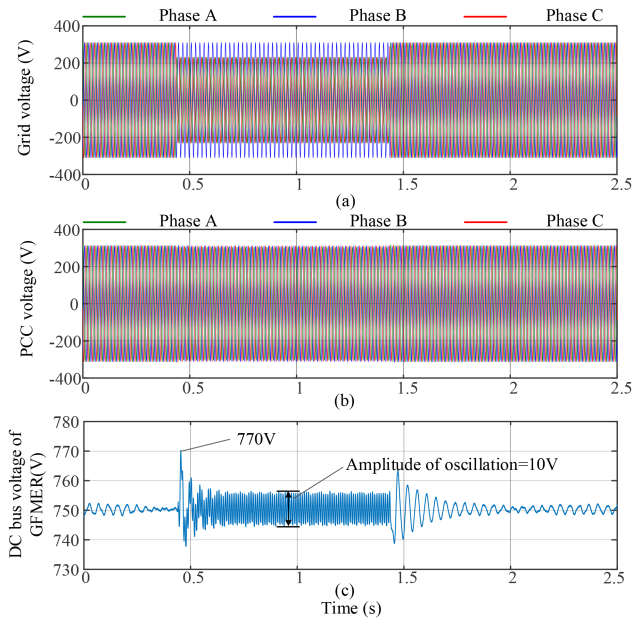 Phase A Phase B Phase C
400
200
0
-200
-400
Grid voltage (V)
0 0.5 1 1.5 2 2.5
(a)
Phase A Phase B Phase C
400
200
0
-200
-400
PCC voltage (V)
0 0.5 1 1.5 2 2.5
(b)
780
770
760
750
740
730
DC bus voltage of
GFMER(V)
770V
Amplitude of oscillation=10V
0 0.5 1 1.5 2 2.5
(c)
Time (s)